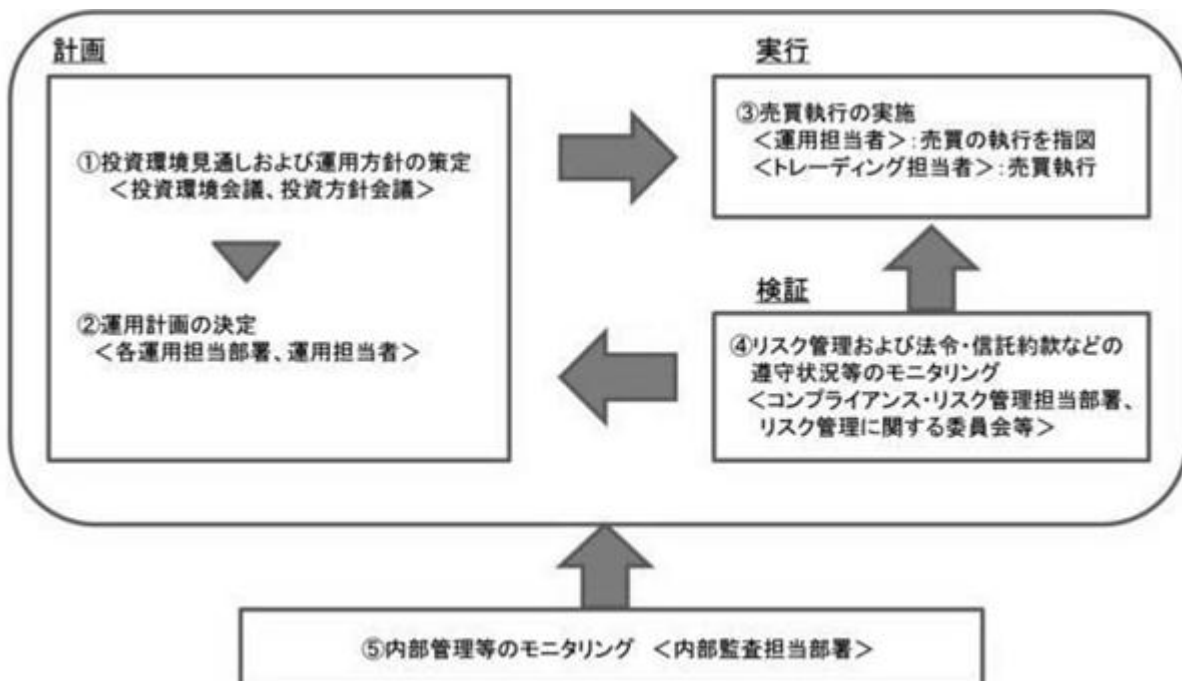 計画
①投資環境見通しおよび運用方針の策定
＜投資環境会議、投資方針会議＞
②運用計画の決定
＜各運用担当部署、運用担当者＞
実行
③売買執行の実施
＜運用担当者＞：売買の執行を指図
＜トレーディング担当者＞：売買執行
検証
④リスク管理および法令・信託約款などの
遵守状況等のモニタリング
＜コンプライアンス・リスク管理担当部署、
リスク管理に関する委員会等＞
⑤内部管理等のモニタリング ＜内部監査担当部署＞